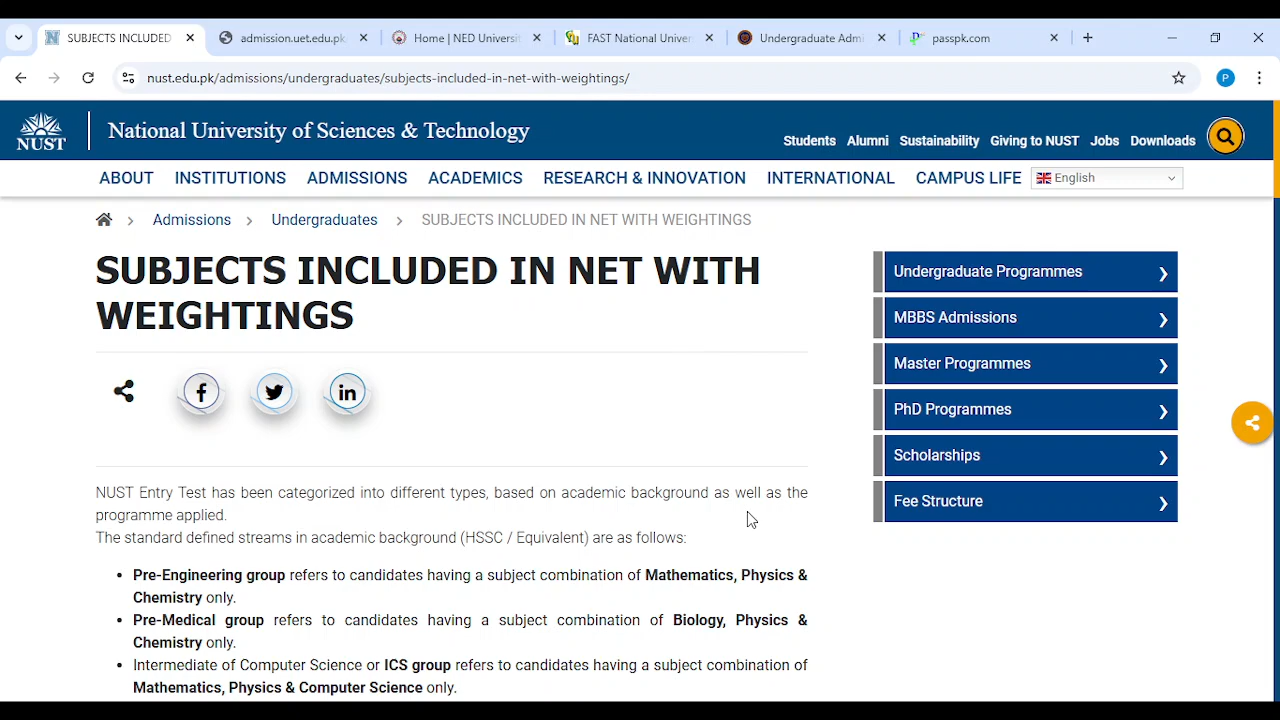 SUBJECTS INCLUDED
admission.uet.edu.pk
Home | NED Universit
FAST National Univer
Undergraduate Admi
passpk.com
nust.edu.pk/admissions/undergraduates/subjects-included-in-net-with-weightings/
P
NUST
National University of Sciences & Technology
Students Alumni Sustainability Giving to NUST Jobs Downloads
ABOUT INSTITUTIONS ADMISSIONS ACADEMICS RESEARCH & INNOVATION INTERNATIONAL CAMPUS LIFE English
Admissions > Undergraduates > SUBJECTS INCLUDED IN NET WITH WEIGHTINGS
SUBJECTS INCLUDED IN NET WITH
WEIGHTINGS
NUST Entry Test has been categorized into different types, based on academic background as well as the
programme applied.
The standard defined streams in academic background (HSSC / Equivalent) are as follows:
• Pre-Engineering group refers to candidates having a subject combination of Mathematics, Physics &
Chemistry only.
• Pre-Medical group refers to candidates having a subject combination of Biology, Physics &
Chemistry only.
• Intermediate of Computer Science or ICS group refers to candidates having a subject combination of
Mathematics, Physics & Computer Science only.
Undergraduate Programmes
MBBS Admissions
Master Programmes
PhD Programmes
Scholarships
Fee Structure